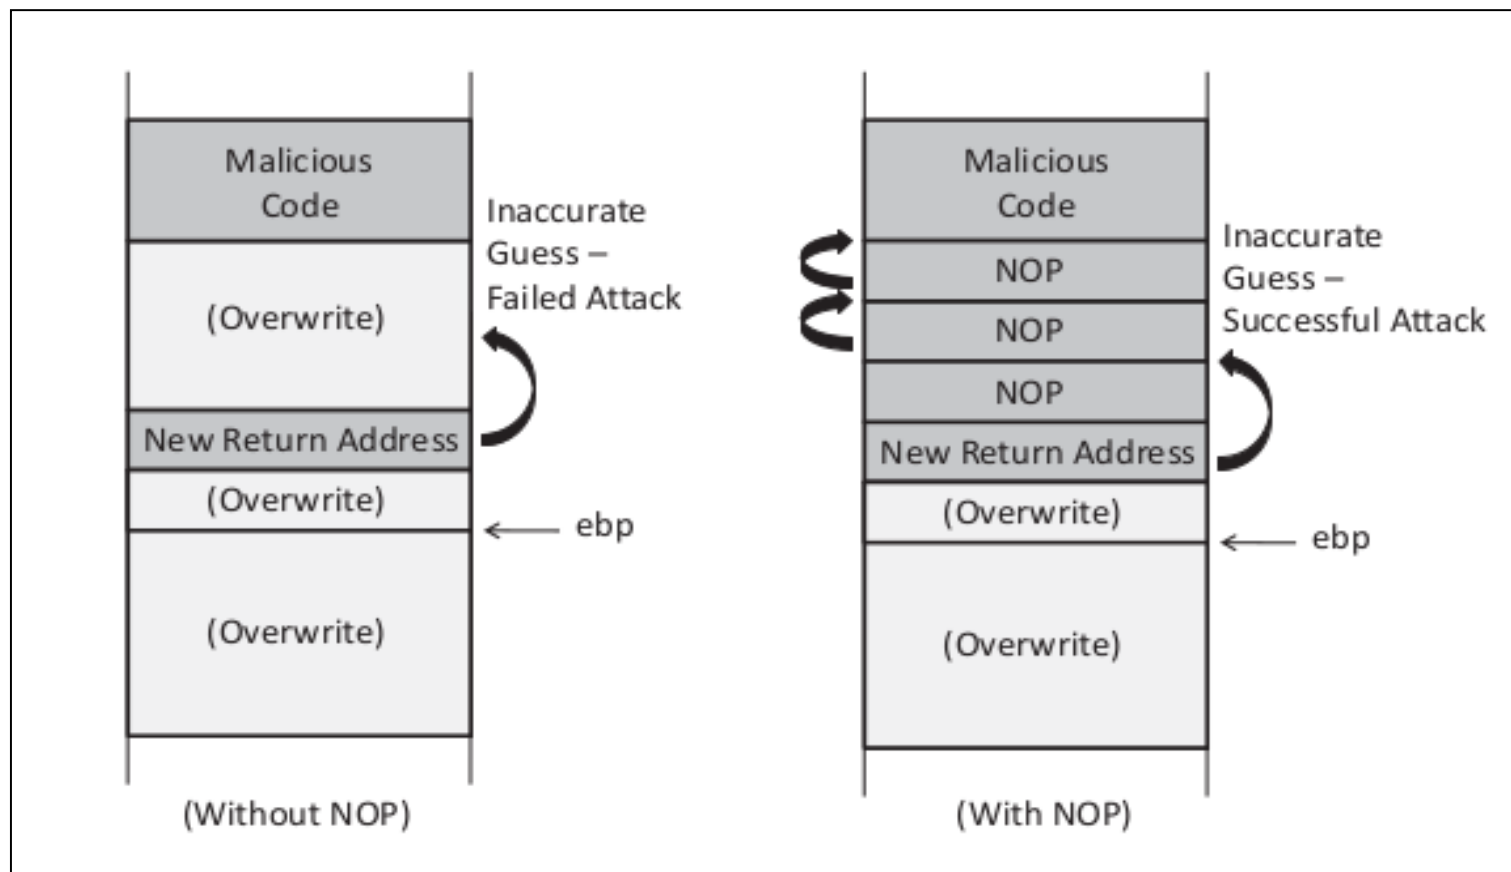 Malicious
Code
Inaccurate
Guess –
Failed Attack
(Overwrite)
New Return Address
(Overwrite)
ebp
(Overwrite)
(Without NOP)
Malicious
Code
Inaccurate
Guess –
Successful Attack
NOP
NOP
NOP
New Return Address
(Overwrite)
ebp
(Overwrite)
(With NOP)